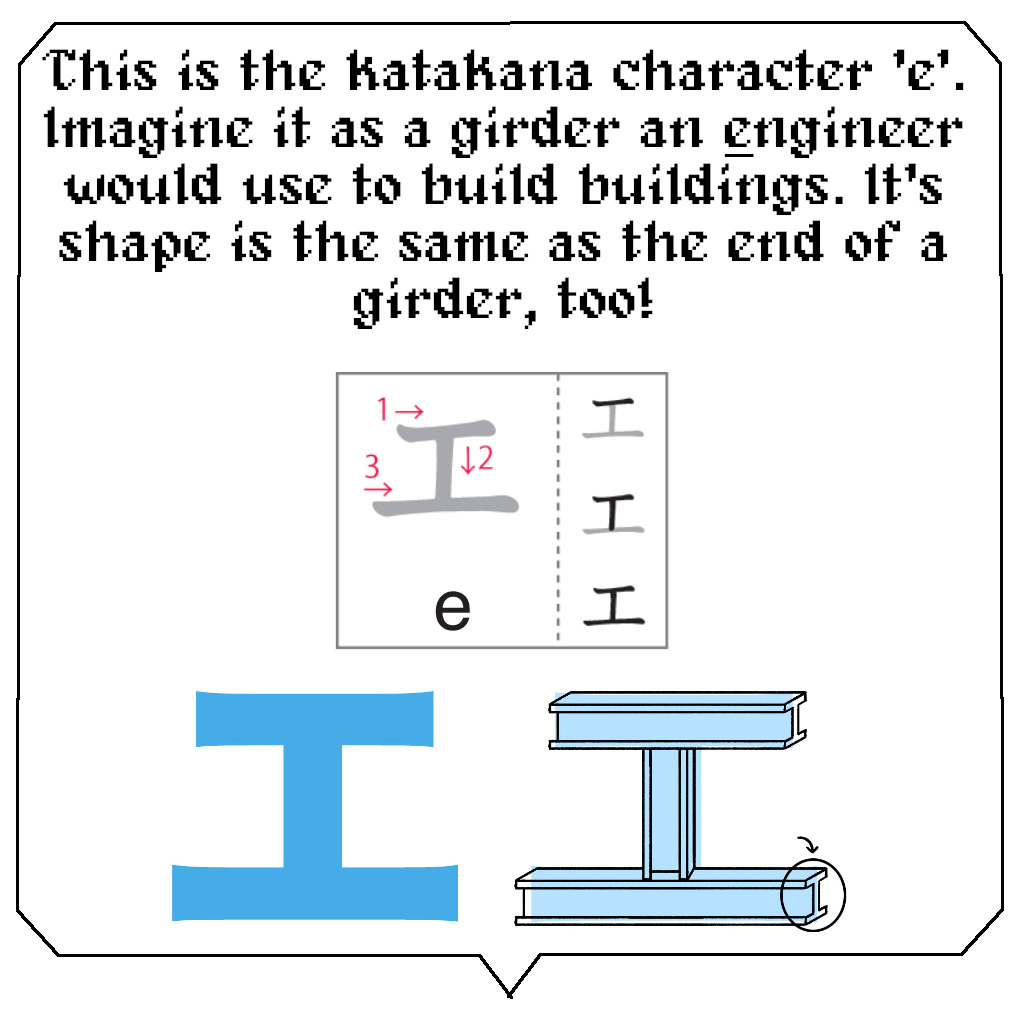 This is the katakana character 'e'.
Imagine it as a girder an engineer
would use to build buildings. It's
shape is the same as the end of a
girder, too!
1→
エ
↓2
3
→
e
エ
エ
エ
エ